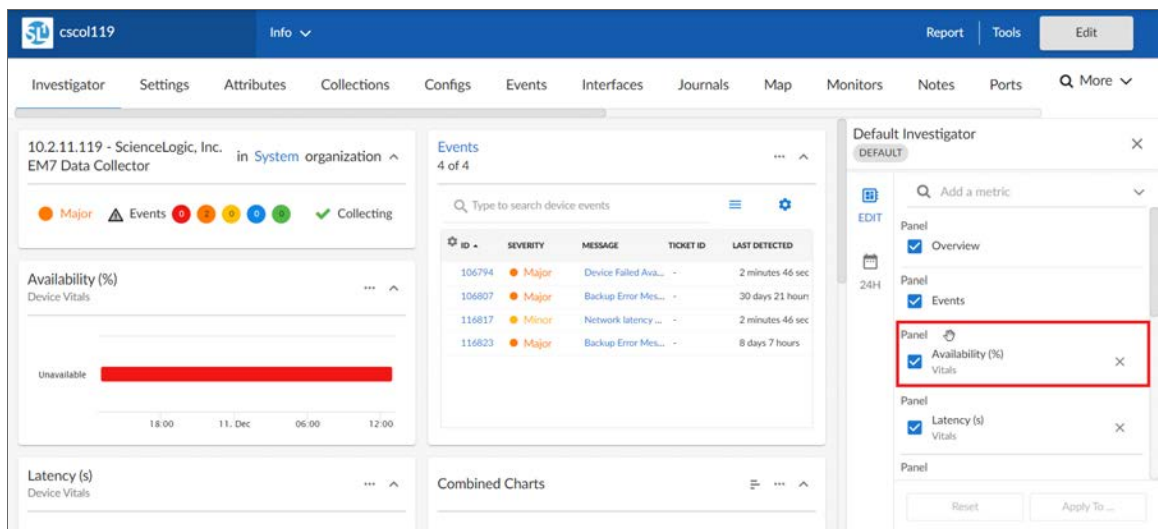 SL1 cscol119 Info Report Tools Edit
Investigator Settings Attributes Collections Configs Events Interfaces Journals Map Monitors Notes Ports More
10.2.11.119 - ScienceLogic, Inc.
EM7 Data Collector
in System organization
Major Events 0 2 0 0 0 Collecting
Availability (%)
Device Vitals
Unavailable
18:00 11. Dec 06:00 12:00
Latency (s)
Device Vitals
Events
4 of 4
Type to search device events
ID SEVERITY MESSAGE TICKET ID LAST DETECTED
106794 Major Device Failed Ava... - 2 minutes 46 sec
106807 Major Backup Error Mes... - 30 days 21 hours
116817 Minor Network latency ... - 2 minutes 46 sec
116823 Major Backup Error Mes... - 8 days 7 hours
Combined Charts
Default Investigator
DEFAULT
EDIT
24H
Add a metric
Panel
Overview
Panel
Events
Panel
Availability (%)
Vitals
Panel
Latency (s)
Vitals
Panel
Reset Apply To ...